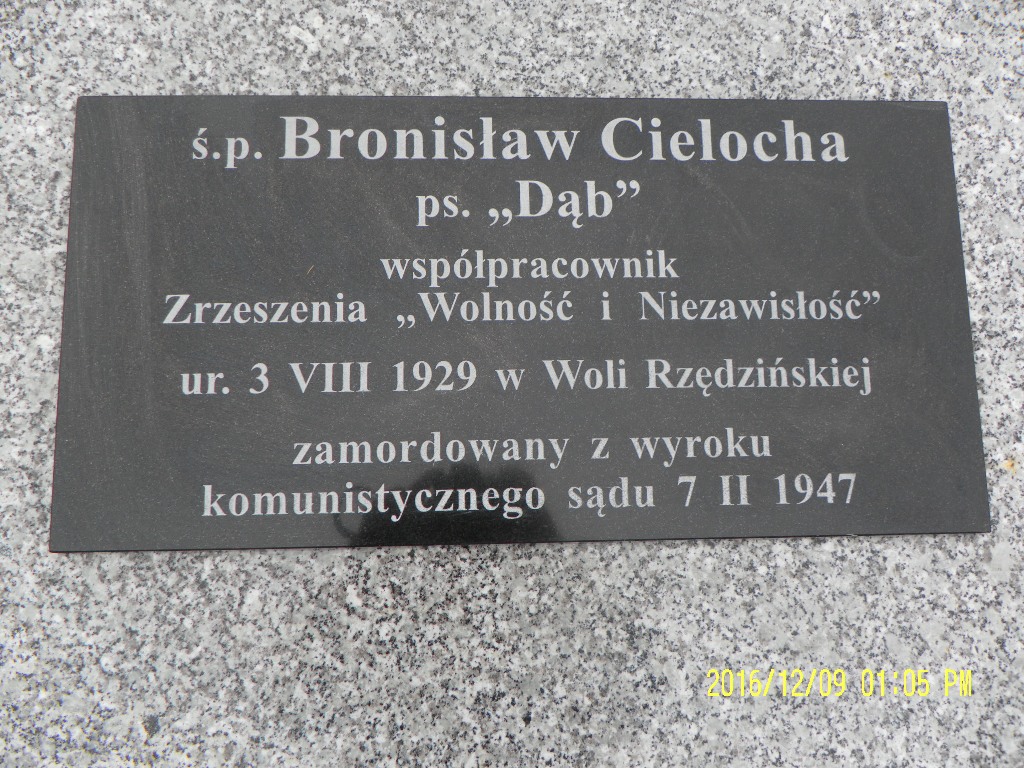 ś.p. Bronisław Cielocha
ps. „Dąb”
współpracownik
Zrzeszenia „Wolność i Niezawisłość”
ur. 3 VIII 1929 w Woli Rzędzińskiej
zamordowany z wyroku
komunistycznego sądu 7 II 1947
2016/12/09 01:05 PM